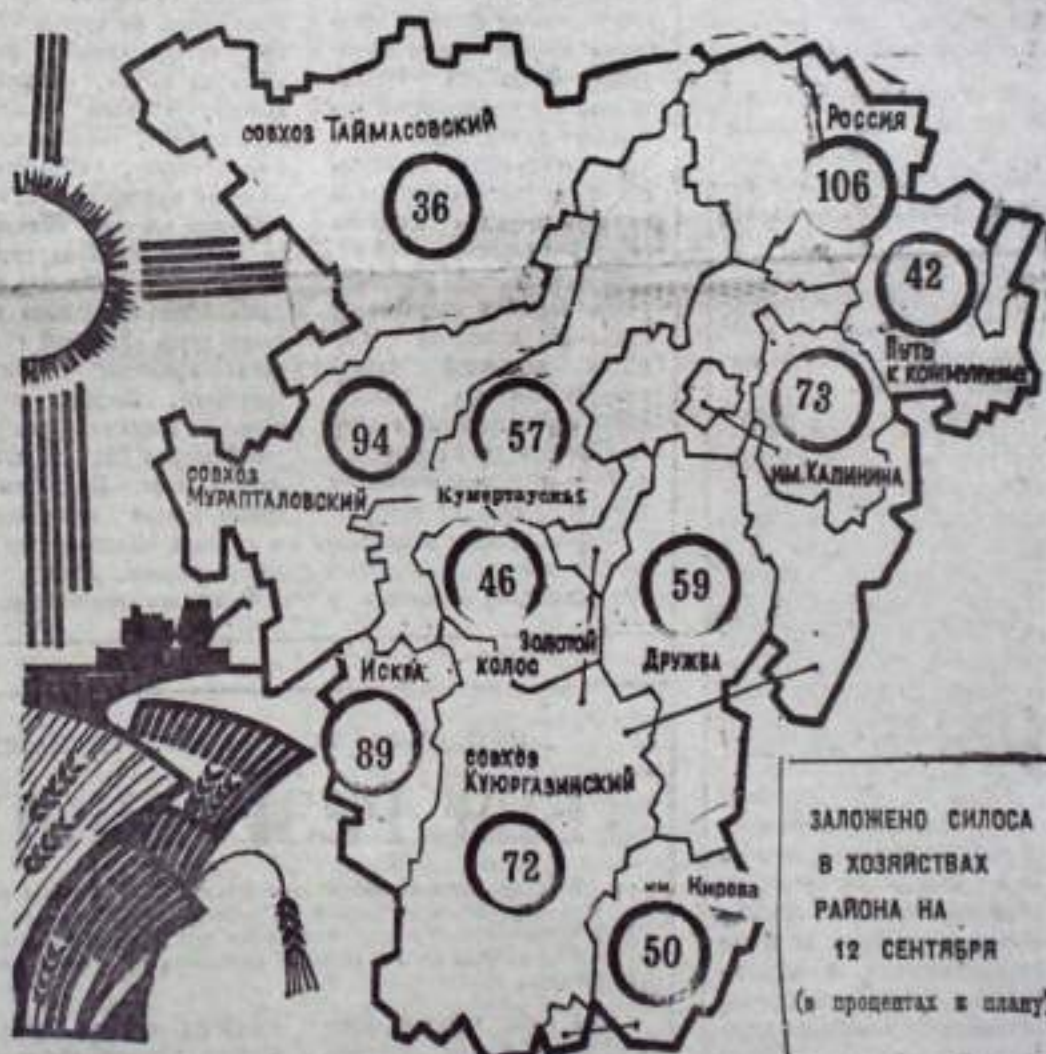 совхоз Таймасовский
36
Россия
106
42
Путь
к коммунизму
73
им. Калинина
94
совхоз
Мурапталовский
57
Кумертауский
46
Золотой
колос
59
Дружба
Искра
89
совхоз
Куюргазинский
72
им. Кирова
50
ЗАЛОЖЕНО СИЛОСА
В ХОЗЯЙСТВАХ
РАЙОНА НА
12 СЕНТЯБРЯ
(в процентах к плану)